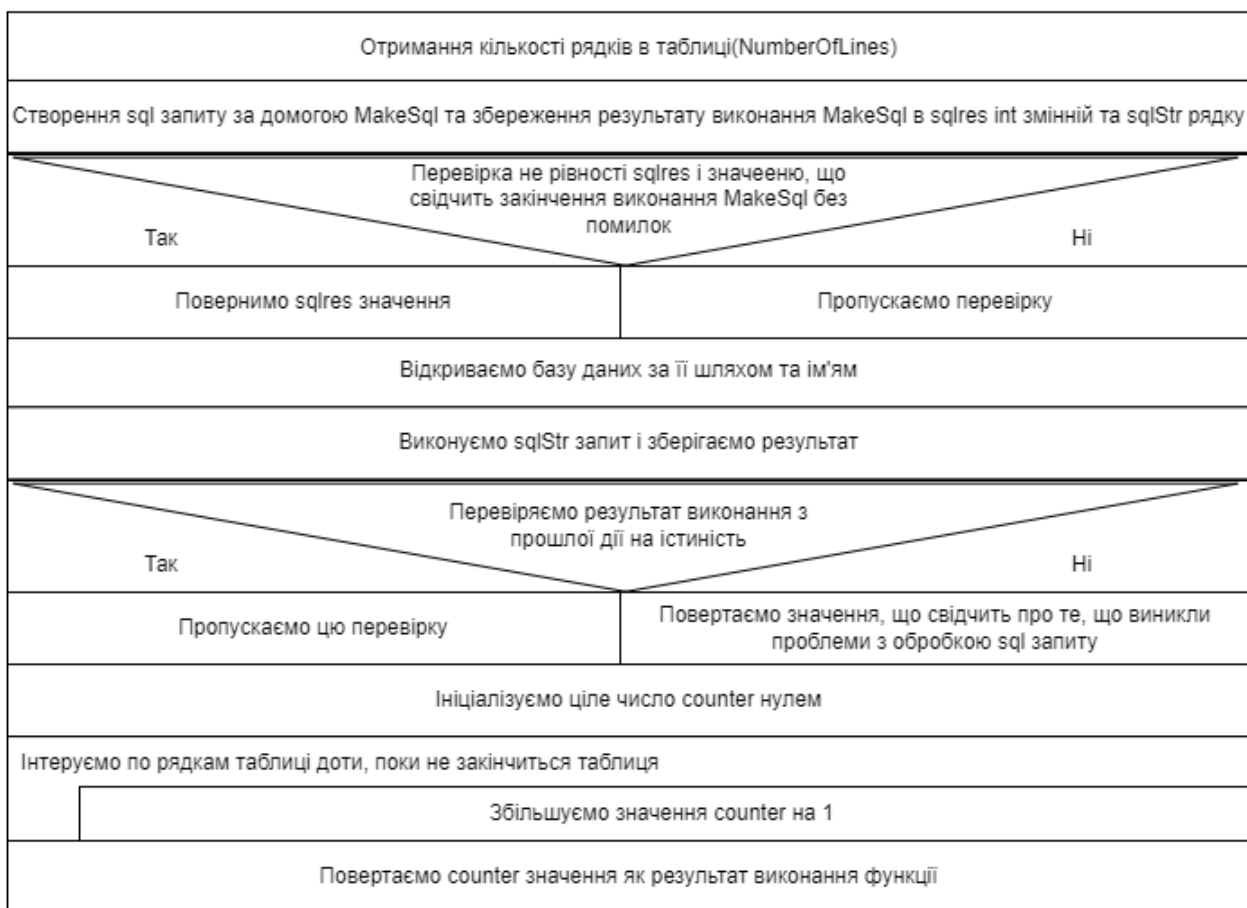 Отримання кількості рядків в таблиці(NumberOfLines)
Створення sql запиту за домогою MakeSql та збереження результату виконання MakeSql в sqlres int змінній та sqlStr рядку
Перевірка не рівності sqlres і значееню, що
свідчить закінчення виконання MakeSql без
помилок
Так
Ні
Повернимо sqlres значення
Пропускаємо перевірку
Відкриваємо базу даних за її шляхом та ім'ям
Виконуємо sqlStr запит і зберігаємо результат
Перевіряємо результат виконання з
прошлої дії на істиність
Так
Ні
Пропускаємо цю перевірку
Повертаємо значення, що свідчить про те, що виникли
проблеми з обробкою sql запиту
Ініціалізуємо ціле число counter нулем
Інтеруємо по рядкам таблиці доти, поки не закінчиться таблиця
Збільшуємо значення counter на 1
Повертаємо counter значення як результат виконання функції